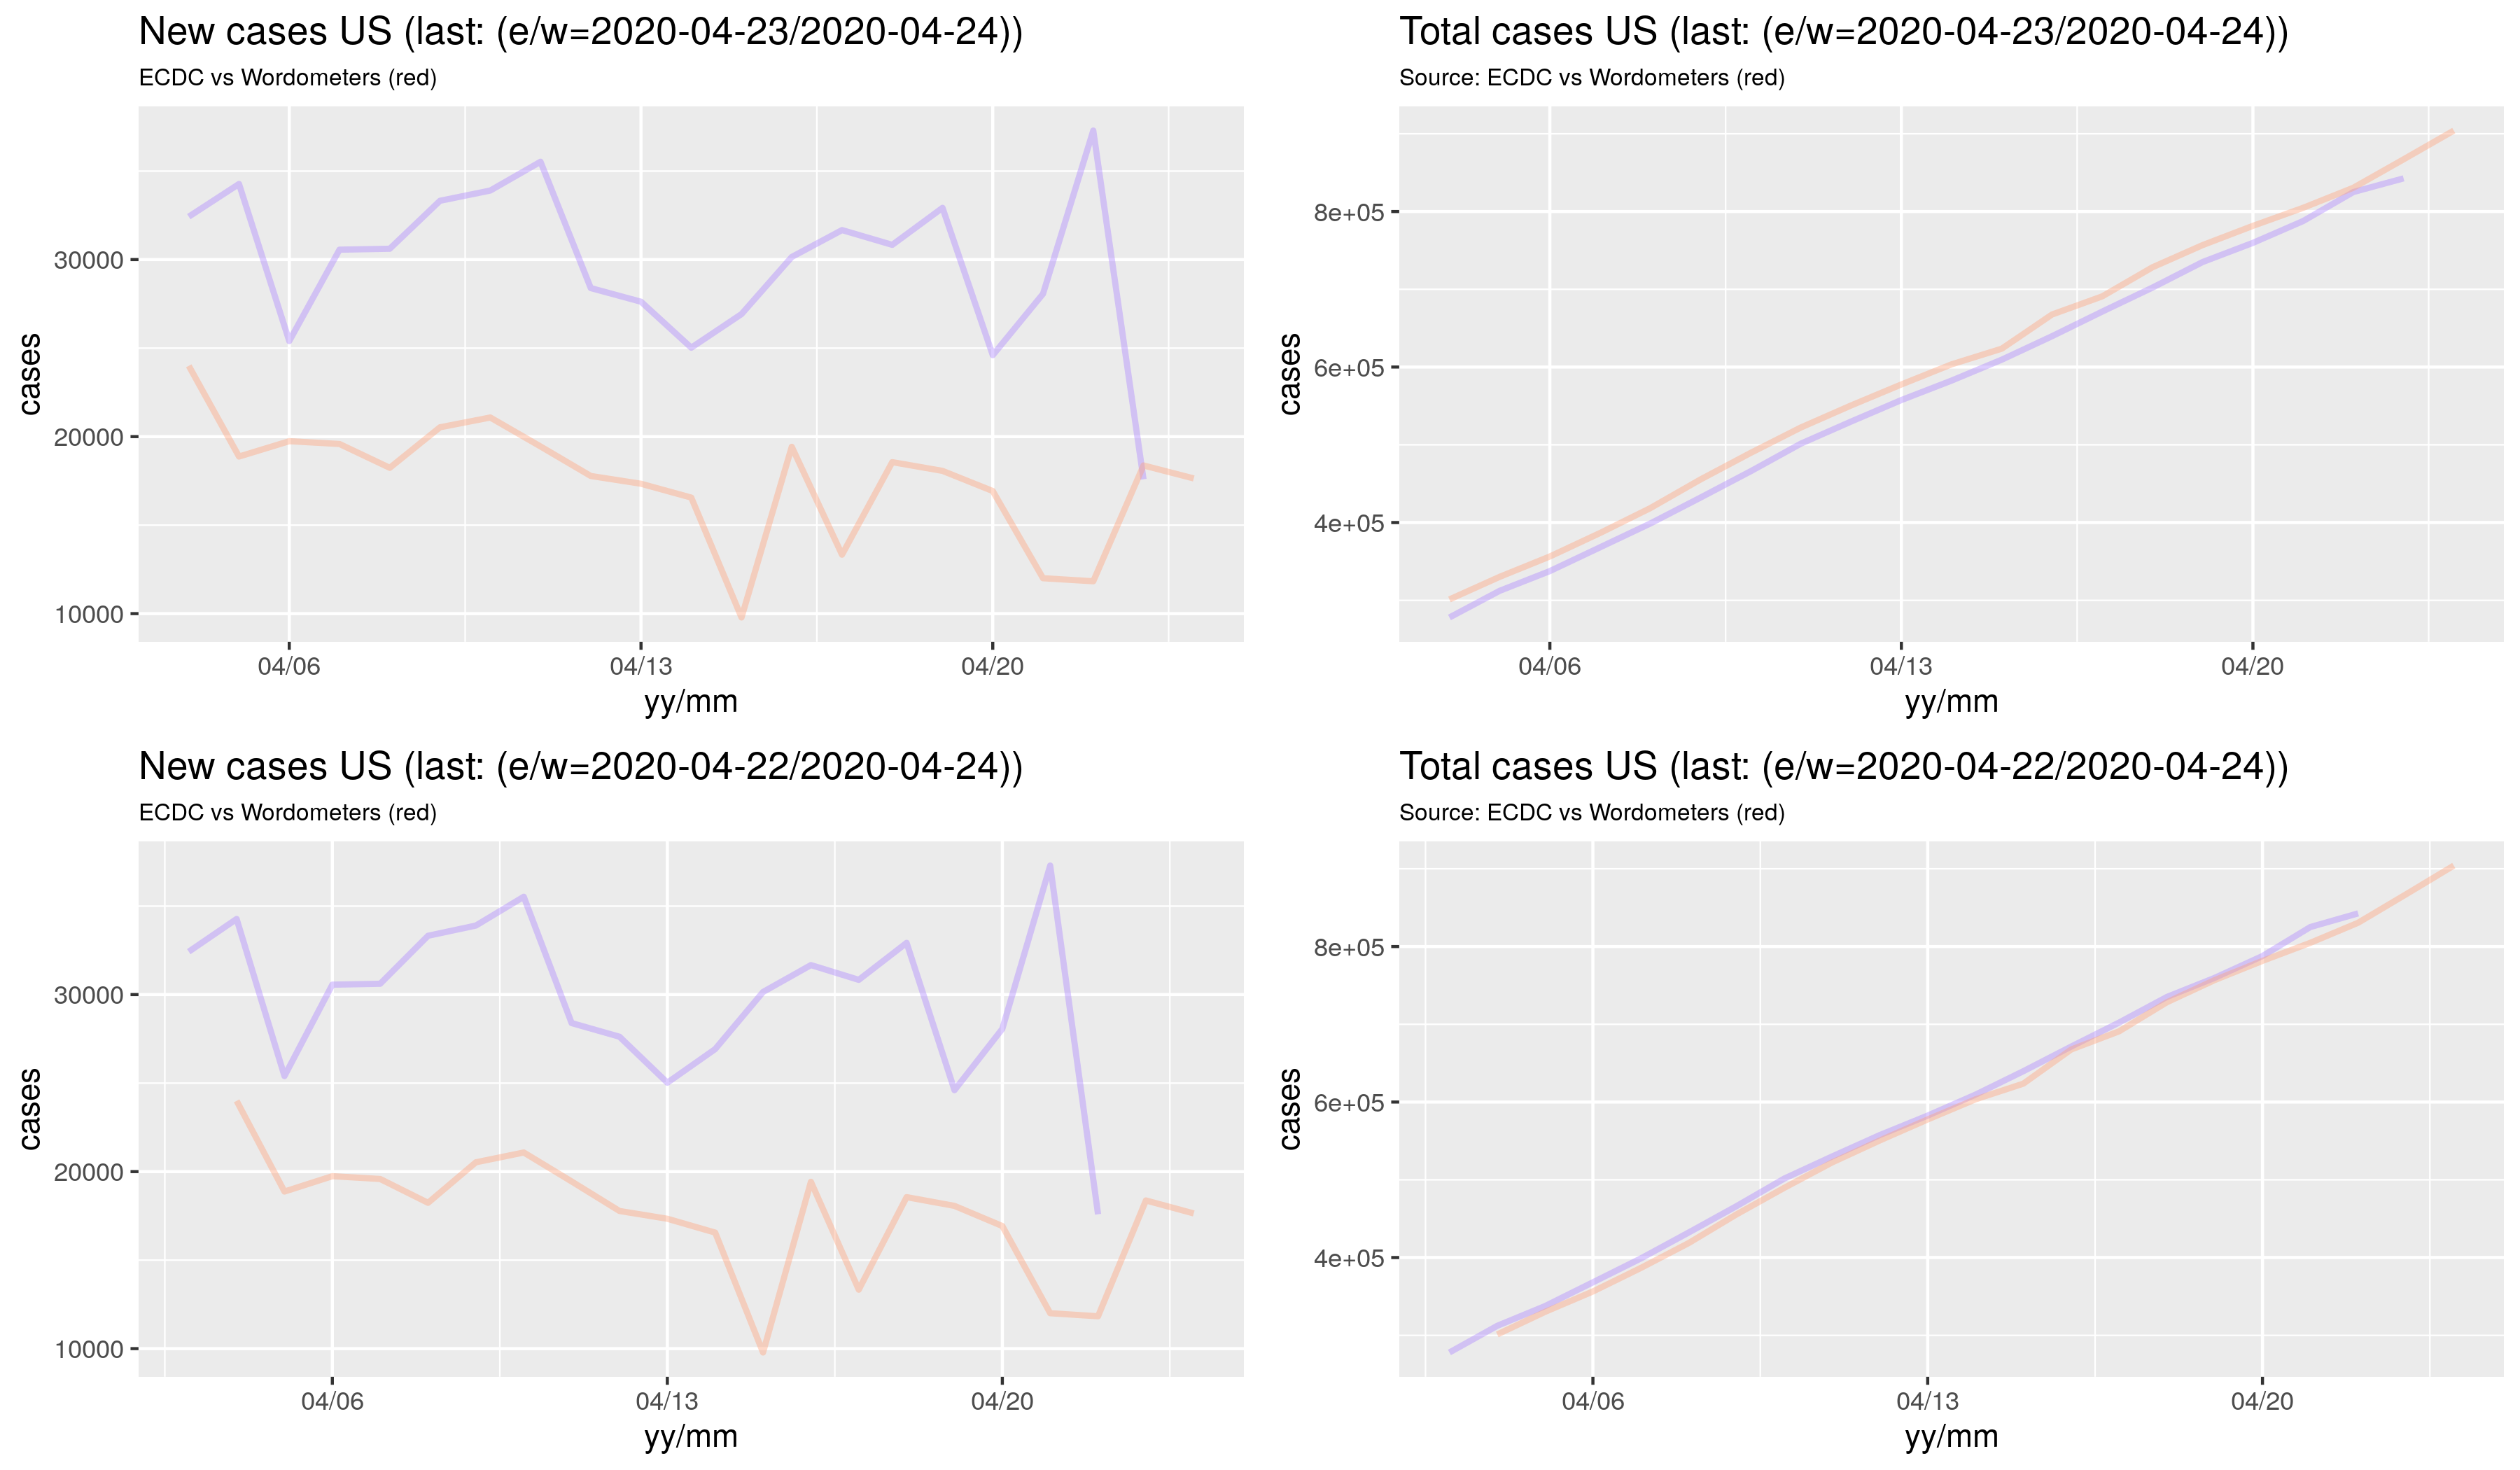 New cases US (last: (e/w=2020-04-23/2020-04-24))
ECDC vs Wordometers (red)
cases
30000
20000
10000
04/06 04/13 04/20
yy/mm
Total cases US (last: (e/w=2020-04-23/2020-04-24))
Source: ECDC vs Wordometers (red)
cases
8e+05
6e+05
4e+05
04/06 04/13 04/20
yy/mm
New cases US (last: (e/w=2020-04-22/2020-04-24))
ECDC vs Wordometers (red)
cases
30000
20000
10000
04/06 04/13 04/20
yy/mm
Total cases US (last: (e/w=2020-04-22/2020-04-24))
Source: ECDC vs Wordometers (red)
cases
8e+05
6e+05
4e+05
04/06 04/13 04/20
yy/mm